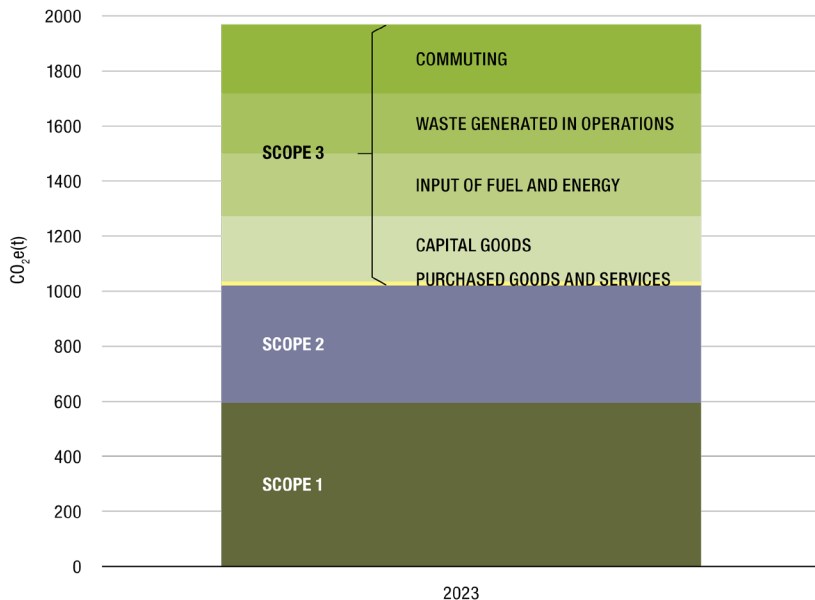 2000
1800
1600
1400
1200
1000
800
600
400
200
0
CO₂e(t)
COMMUTING
WASTE GENERATED IN OPERATIONS
SCOPE 3
INPUT OF FUEL AND ENERGY
CAPITAL GOODS
PURCHASED GOODS AND SERVICES
SCOPE 2
SCOPE 1
2023